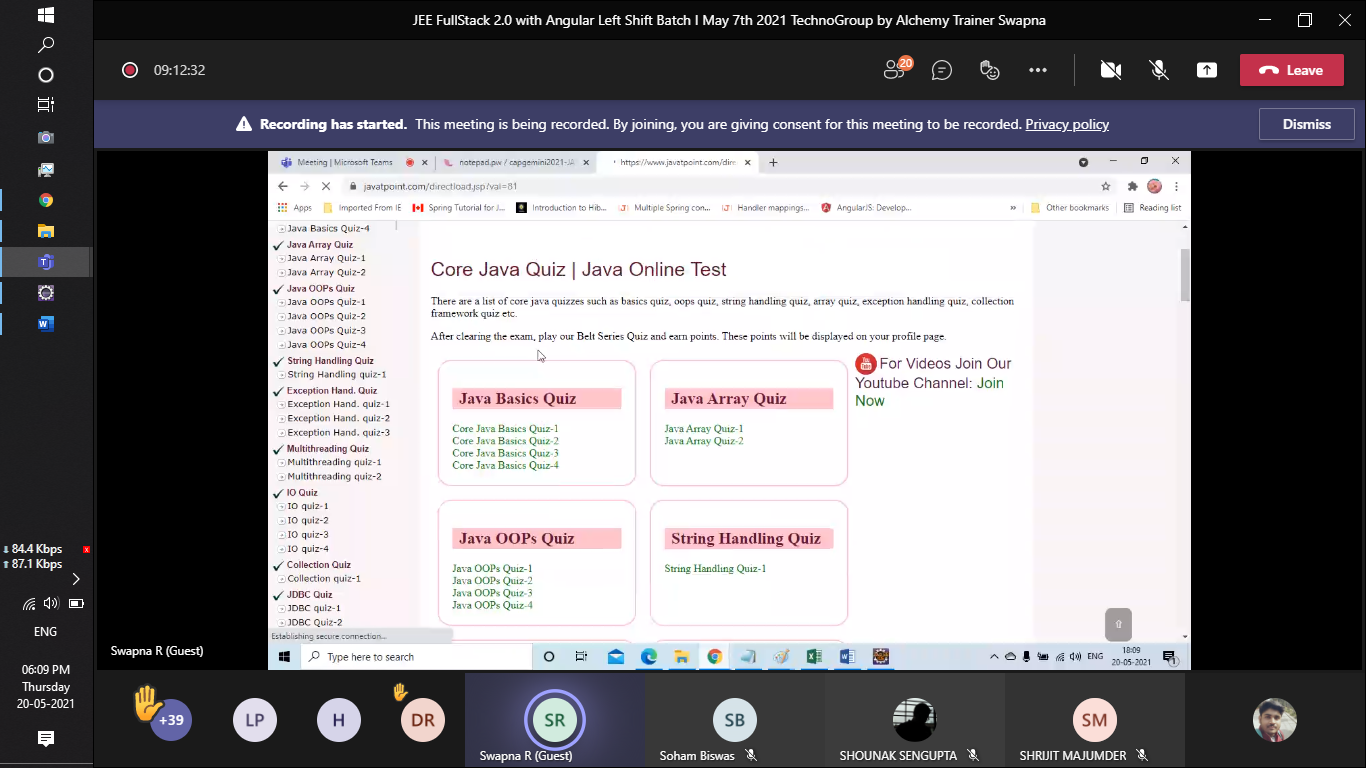 JEE FullStack 2.0 with Angular Left Shift Batch I May 7th 2021 TechnoGroup by Alchemy Trainer Swapna
09:12:32
20
Leave
Recording has started. This meeting is being recorded. By joining, you are giving consent for this meeting to be recorded. Privacy policy
Dismiss
Meeting | Microsoft Teams
notepad.pw / capgemini2021-JA
https://www.javatpoint.com/dire
javatpoint.com/directload.jsp?val=81
Apps
Imported From IE
Spring Tutorial for J...
Introduction to Hib...
Multiple Spring con...
Handler mappings...
AngularJS: Develop...
»
Other bookmarks
Reading list
Java Basics Quiz-4
Java Array Quiz
Java Array Quiz-1
Java Array Quiz-2
Java OOPs Quiz
Java OOPs Quiz-1
Java OOPs Quiz-2
Java OOPs Quiz-3
Java OOPs Quiz-4
String Handling Quiz
String Handling quiz-1
Exception Hand. Quiz
Exception Hand. quiz-1
Exception Hand. quiz-2
Exception Hand. quiz-3
Multithreading Quiz
Multithreading quiz-1
Multithreading quiz-2
IO Quiz
IO quiz-1
IO quiz-2
IO quiz-3
IO quiz-4
Collection Quiz
Collection quiz-1
JDBC Quiz
JDBC quiz-1
JDBC Quiz-2
Establishing secure connection...
Core Java Quiz | Java Online Test
There are a list of core java quizzes such as basics quiz, oops quiz, string handling quiz, array quiz, exception handling quiz, collection
framework quiz etc.
After clearing the exam, play our Belt Series Quiz and earn points. These points will be displayed on your profile page.
Java Basics Quiz
Core Java Basics Quiz-1
Core Java Basics Quiz-2
Core Java Basics Quiz-3
Core Java Basics Quiz-4
Java Array Quiz
Java Array Quiz-1
Java Array Quiz-2
For Videos Join Our
Youtube Channel: Join
Now
Java OOPs Quiz
Java OOPs Quiz-1
Java OOPs Quiz-2
Java OOPs Quiz-3
Java OOPs Quiz-4
String Handling Quiz
String Handling Quiz-1
Type here to search
ENG
18:09
20-05-2021
Swapna R (Guest)
84.4 Kbps
87.1 Kbps
ENG
06:09 PM
Thursday
20-05-2021
+39
LP
H
DR
SR
Swapna R (Guest)
SB
Soham Biswas
SHOUNAK SENGUPTA
SM
SHRIJIT MAJUMDER